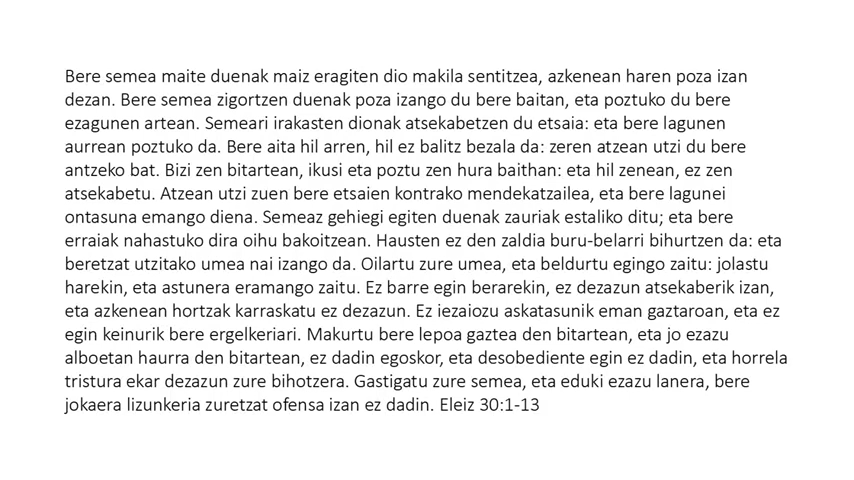 Bere semea maite duenak maiz eragiten dio makila sentitzea, azkenean haren poza izan
dezan. Bere semea zigortzen duenak poza izango du bere baitan, eta poztuko du bere
ezagunen artean. Semeari irakasten dionak atsekabetzen du etsaia: eta bere lagunen
aurrean poztuko da. Bere aita hil arren, hil ez balitz bezala da: zeren atzean utzi du bere
antzeko bat. Bizi zen bitartean, ikusi eta poztu zen hura baithan: eta hil zenean, ez zen
atsekabetu. Atzean utzi zuen bere etsaien kontrako mendekatzailea, eta bere lagunei
ontasuna emango diena. Semeaz gehiegi egiten duenak zauriak estaliko ditu; eta bere
erraiak nahastuko dira oihu bakoitzean. Hausten ez den zaldia buru-belarri bihurtzen da: eta
beretzat utzitako umea nai izango da. Oilartu zure umea, eta beldurtu egingo zaitu: jolastu
harekin, eta astunera eramango zaitu. Ez barre egin berarekin, ez dezazun atsekaberik izan,
eta azkenean hortzak karraskatu ez dezazun. Ez iezaiozu askatasunik eman gaztaroan, eta ez
egin keinurik bere ergelkeriari. Makurtu bere lepoa gaztea den bitartean, eta jo ezazu
alboetan haurra den bitartean, ez dadin egoskor, eta desobediente egin ez dadin, eta horrela
tristura ekar dezazun zure bihotzera. Gastigatu zure semea, eta eduki ezazu lanera, bere
jokaera lizunkeria zuretzat ofensa izan ez dadin. Eleiz 30:1-13